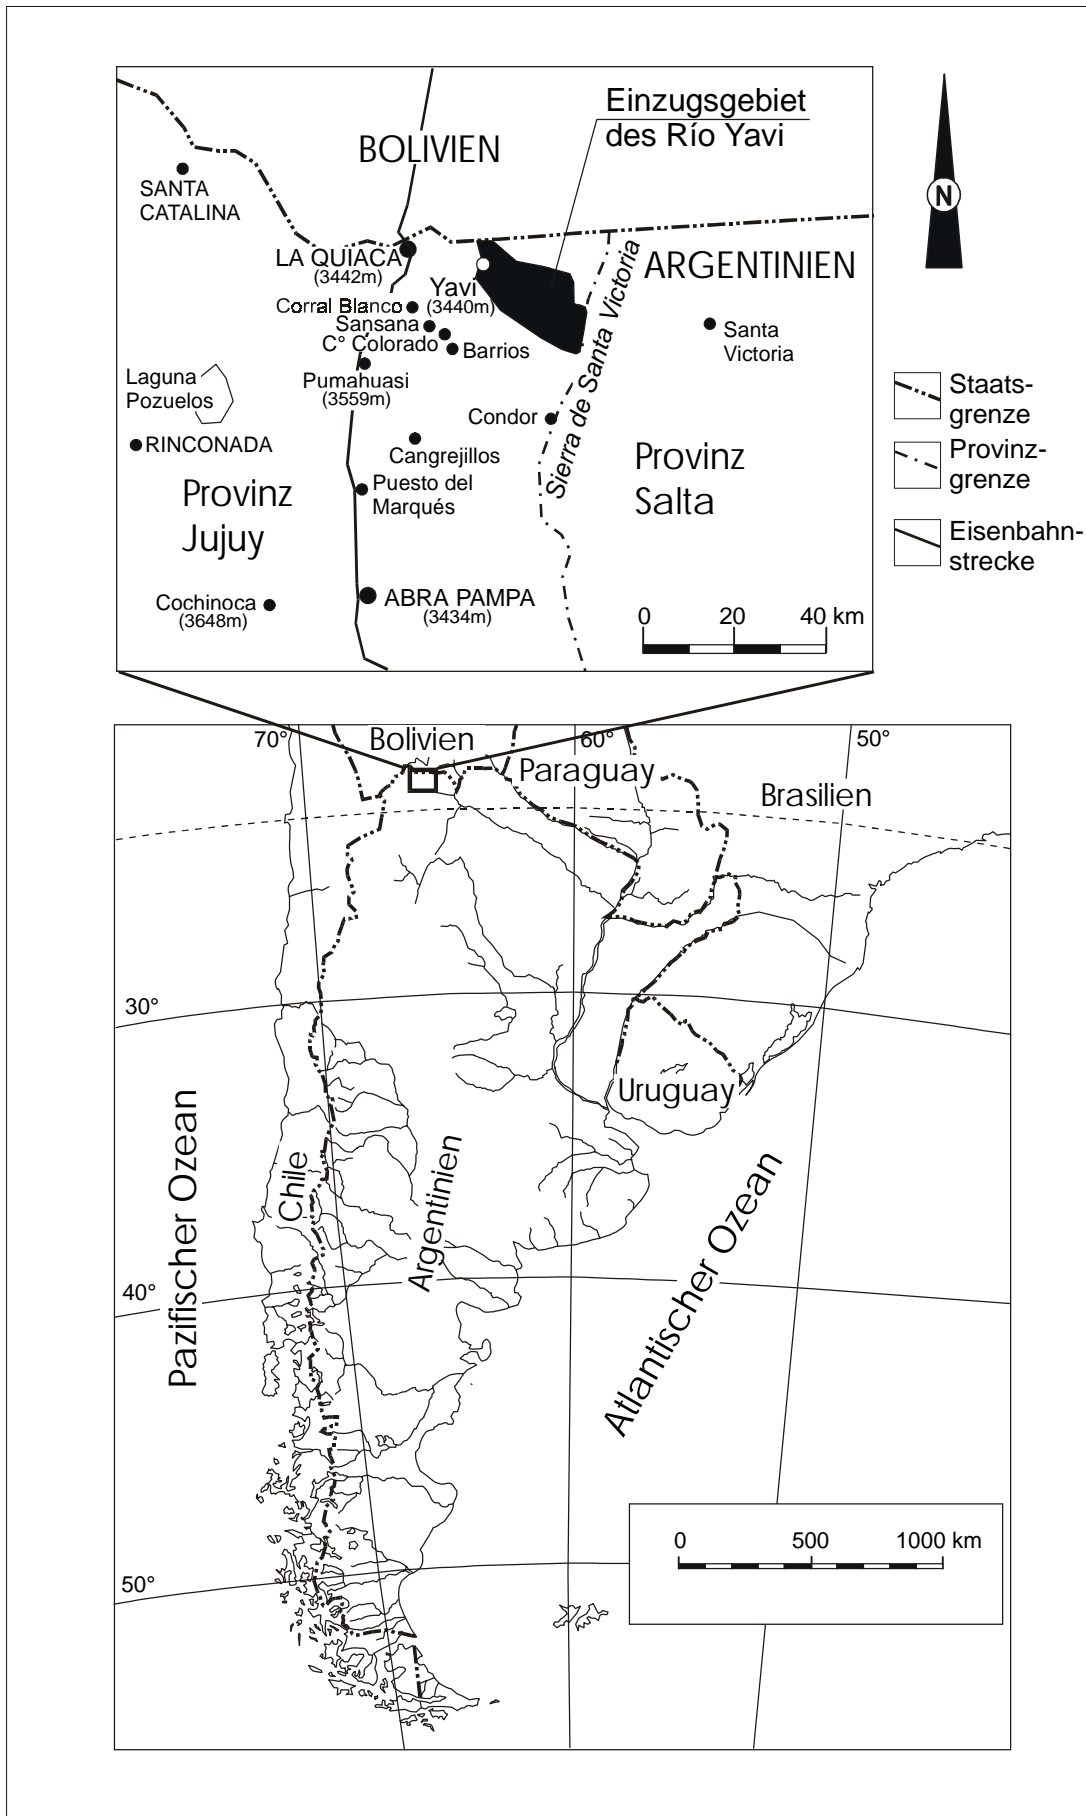 Einzugsgebiet
des Río Yavi
BOLIVIEN
N
SANTA
CATALINA
LA QUIACA
(3442m)
ARGENTINIEN
Yavi
(3440m)
Corral Blanco
Sansana
C° Colorado
Barrios
Santa
Victoria
Sierra de Santa Victoria
Laguna
Pozuelos
Pumahuasi
(3559m)
Condor
RINCONADA
Cangrejillos
Provinz
Salta
Puesto del
Marqués
Provinz
Jujuy
Cochinoca
(3648m)
ABRA PAMPA
(3434m)
0 20 40 km
Staats-
grenze
Provinz-
grenze
Eisenbahn-
strecke
70°
Bolivien
60°
50°
Paraguay
Brasilien
30°
Uruguay
Pazifischer Ozean
Chile
Argentinien
Atlantischer Ozean
40°
50°
0 500 1000 km